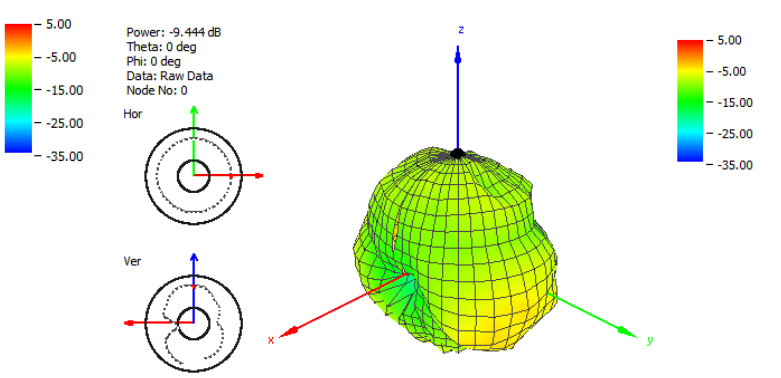 5.00
-5.00
-15.00
-25.00
-35.00
Power: -9.444 dB
Theta: 0 deg
Phi: 0 deg
Data: Raw Data
Node No: 0
Hor
Ver
z
x
y
5.00
-5.00
-15.00
-25.00
-35.00